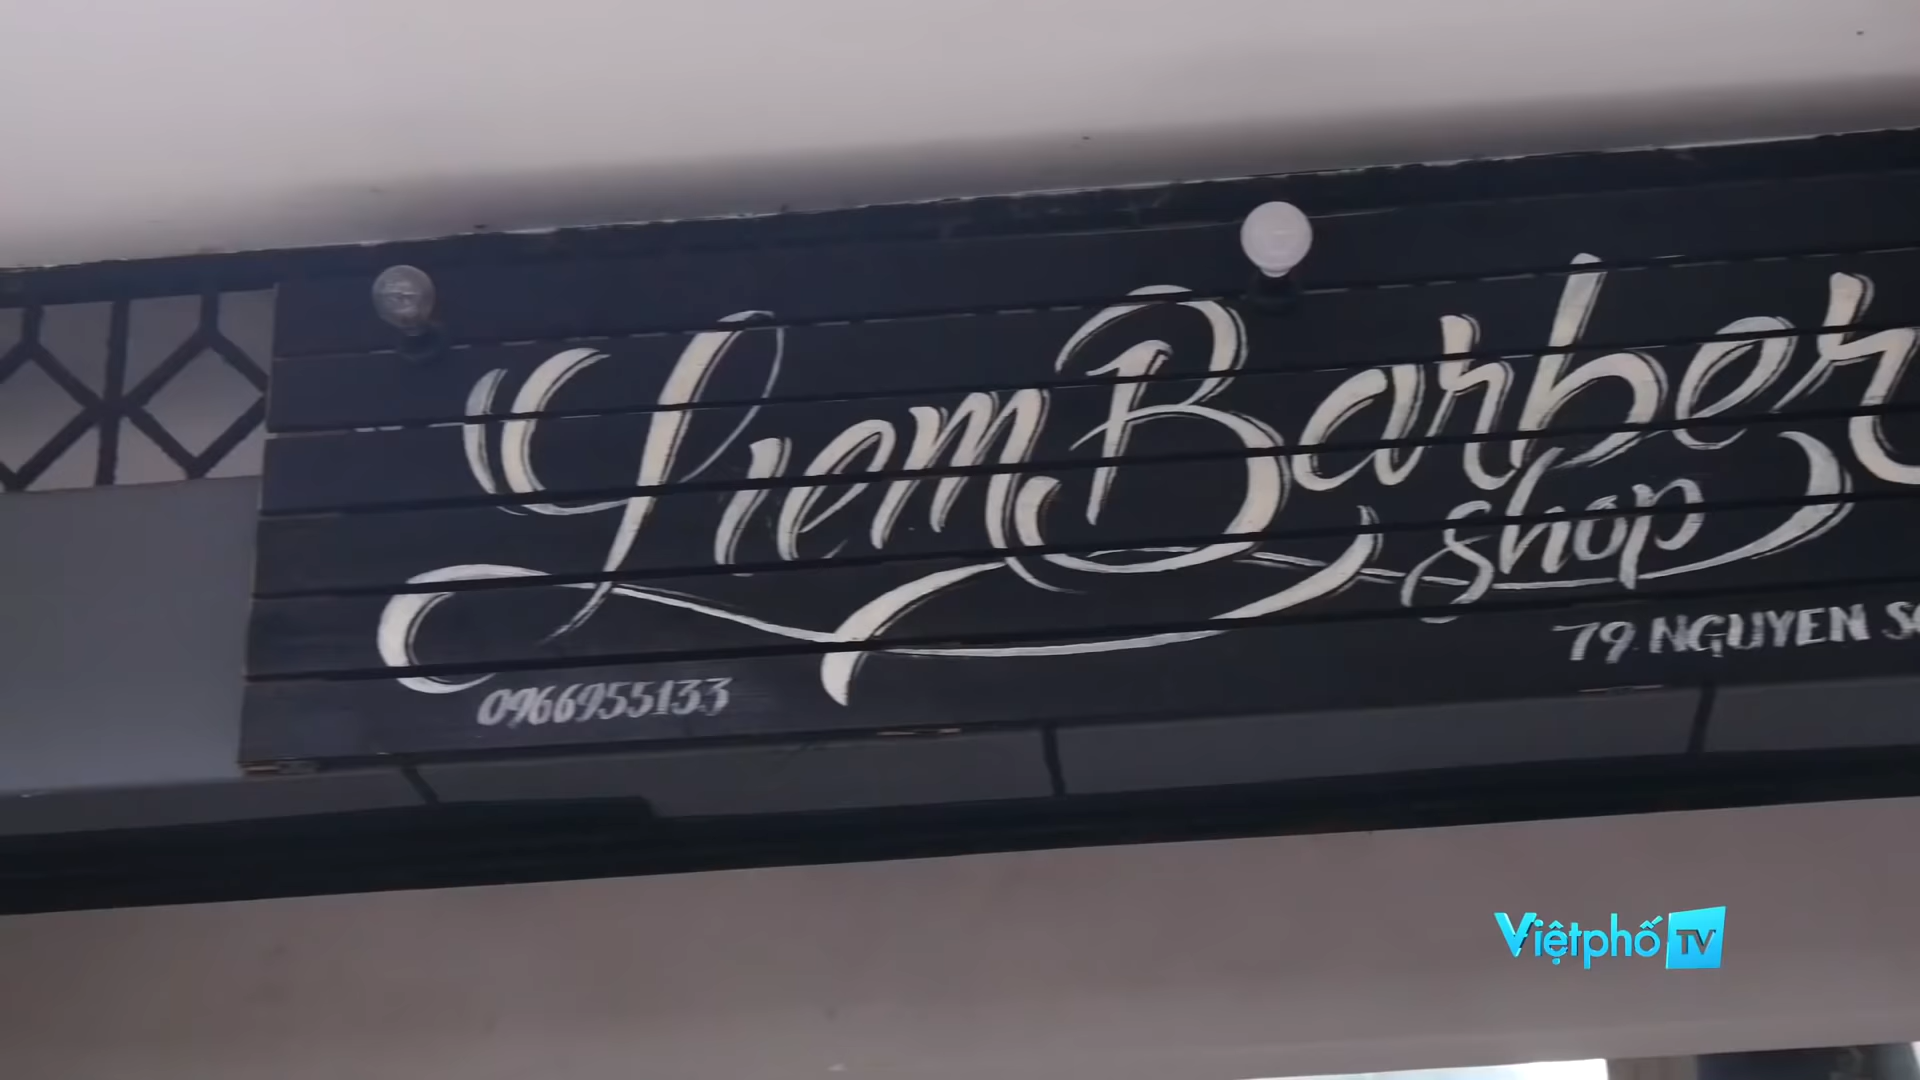 Liem Barber
Shop
79 NGUYEN
0966955133
Việtphố TV